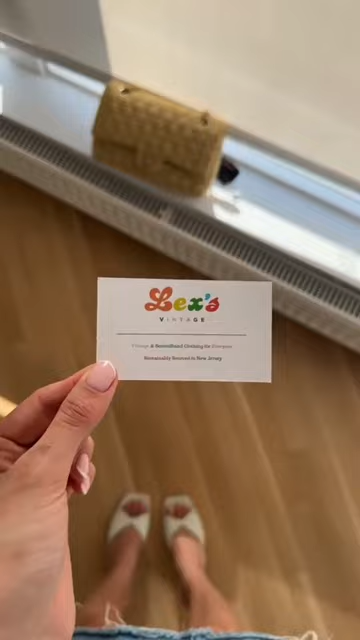 Lex's
VINTAGE
Vintage & Secondhand Clothing for Everyone
Sustainably Sourced in New Jersey